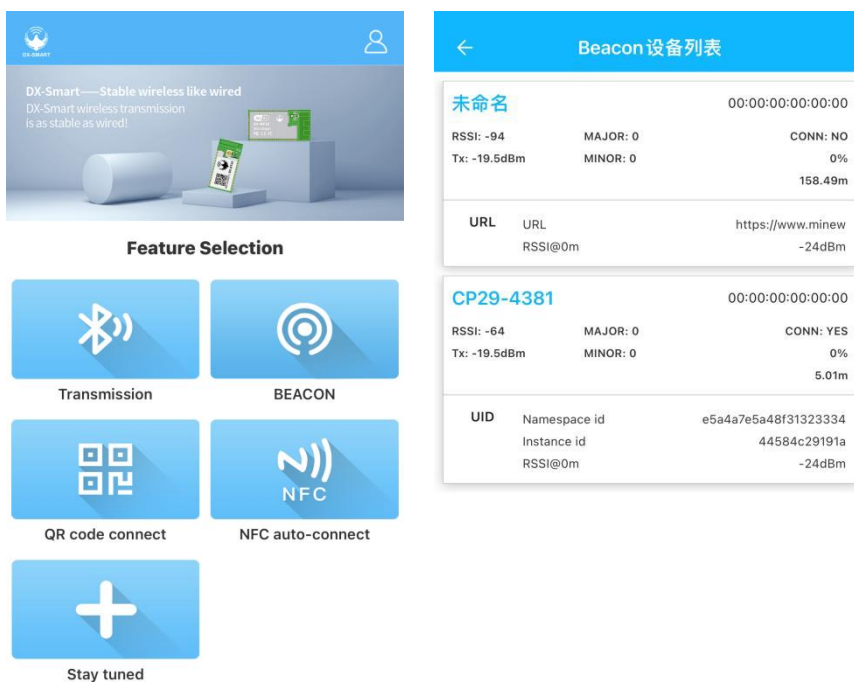 DX-SMART
DX-Smart——Stable wireless like wired
DX-Smart wireless transmission
is as stable as wired!
Feature Selection
Transmission
BEACON
QR code connect
NFC
NFC auto-connect
Stay tuned
Beacon设备列表
未命名 00:00:00:00:00:00
RSSI: -94 MAJOR: 0 CONN: NO
Tx: -19.5dBm MINOR: 0 0%
158.49m
URL URL https://www.minew
RSSI@0m -24dBm
CP29-4381 00:00:00:00:00:00
RSSI: -64 MAJOR: 0 CONN: YES
Tx: -19.5dBm MINOR: 0 0%
5.01m
UID Namespace id e5a4a7e5a48f31323334
Instance id 44584c29191a
RSSI@0m -24dBm